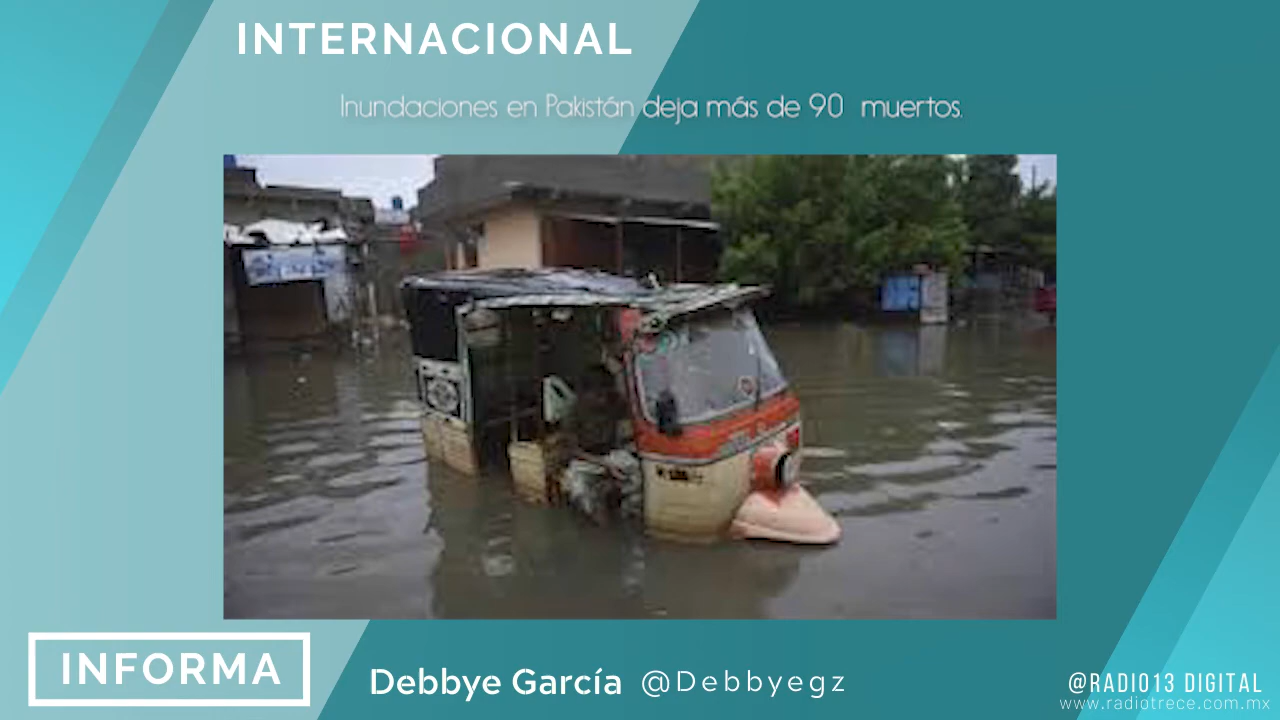 INTERNACIONAL
Inundaciones en Pakistán deja más de 90 muertos.
INFORMA
Debbye García @Debbyegz
@RADIO13 DIGITAL
www.radiotrece.com.mx